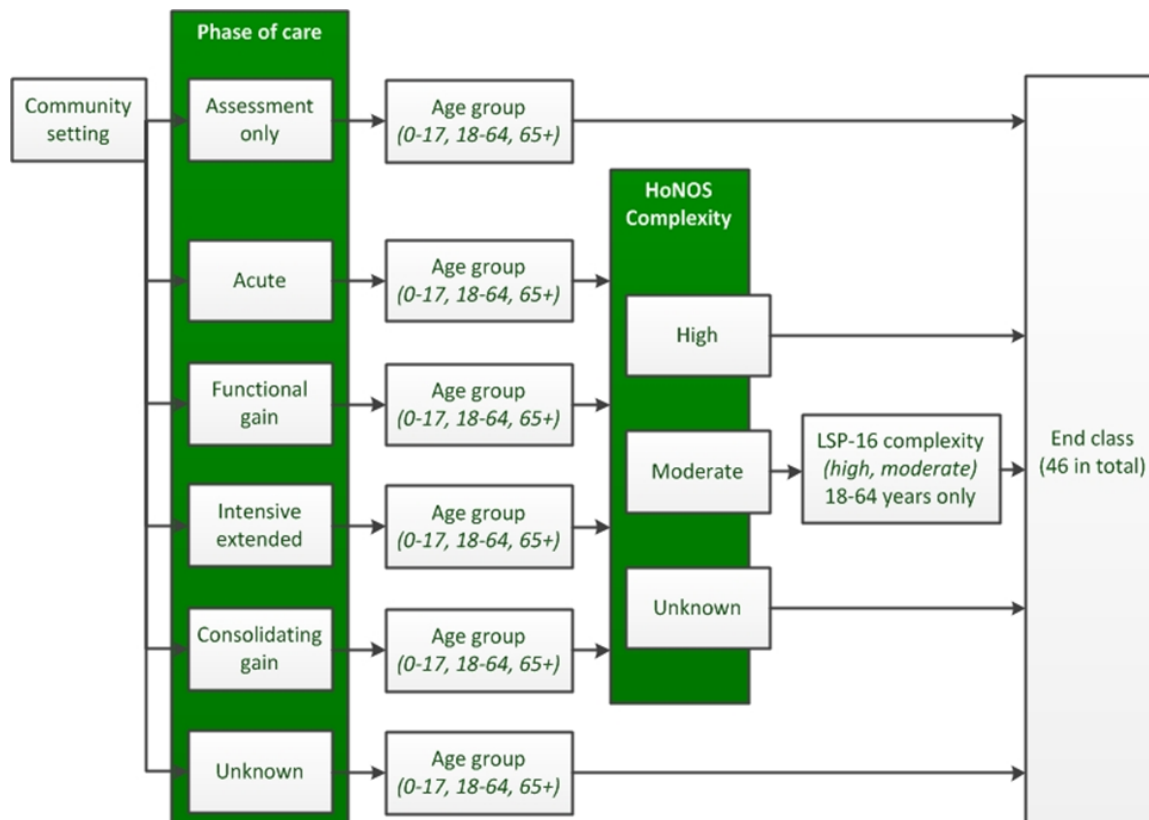 Phase of care
Community
setting
Assessment
only
Age group
(0-17, 18-64, 65+)
HoNOS
Complexity
Acute
Age group
(0-17, 18-64, 65+)
High
Functional
gain
Age group
(0-17, 18-64, 65+)
Moderate
LSP-16 complexity
(high, moderate)
18-64 years only
End class
(46 in total)
Intensive
extended
Age group
(0-17, 18-64, 65+)
Unknown
Consolidating
gain
Age group
(0-17, 18-64, 65+)
Unknown
Age group
(0-17, 18-64, 65+)